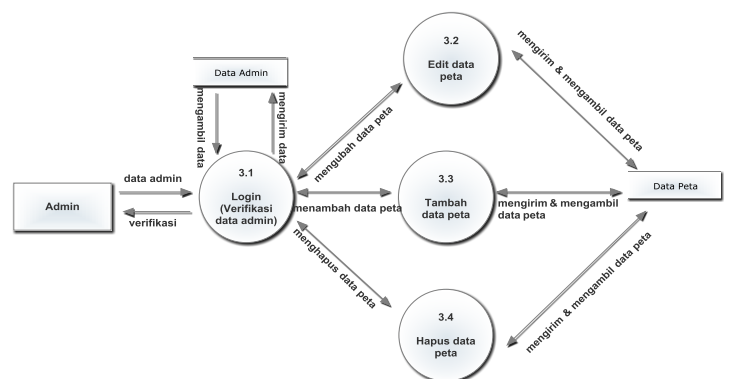 3.2
Edit data
peta
mengirim & mengambil data peta
Data Admin
mengambil data
mengirim data
mengubah data peta
3.1
Login
(Verifikasi
data admin)
data admin
Admin
verifikasi
3.3
Tambah
data peta
menambah data peta
mengirim & mengambil
data peta
Data Peta
menghapus data peta
3.4
Hapus data
peta
mengirim & mengambil data peta